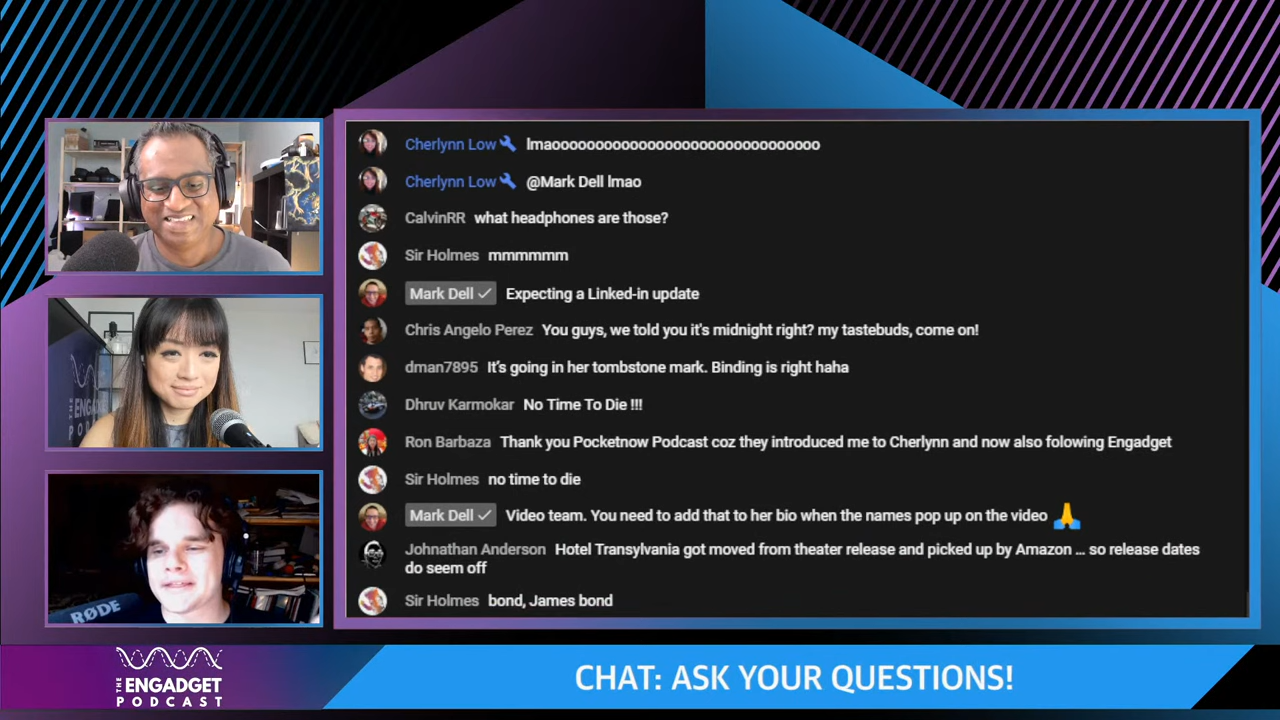 Cherlynn Low lmaooooooooooooooooooooooooooooooo
Cherlynn Low @Mark Dell lmao
CalvinRR what headphones are those?
Sir Holmes mmmmmm
Mark Dell ✓ Expecting a Linked-in update
Chris Angelo Perez You guys, we told you it's midnight right? my tastebuds, come on!
dman7895 It's going in her tombstone mark. Binding is right haha
Dhruv Karmokar No Time To Die !!!
Ron Barbaza Thank you Pocketnow Podcast coz they introduced me to Cherlynn and now also folowing Engadget
Sir Holmes no time to die
Mark Dell ✓ Video team. You need to add that to her bio when the names pop up on the video 🙏
Johnathan Anderson Hotel Transylvania got moved from theater release and picked up by Amazon ... so release dates
do seem off
Sir Holmes bond, James bond
RØDE
THE
ENGADGET
PODCAST
CHAT: ASK YOUR QUESTIONS!